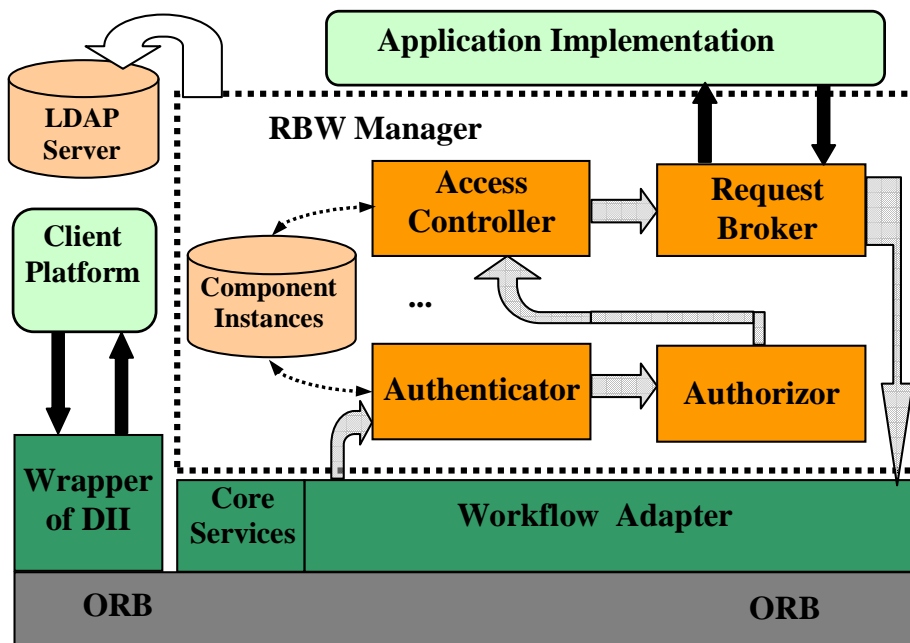 Application Implementation
LDAP
Server
RBW Manager
Access
Controller
Request
Broker
Client
Platform
Component
Instances
...
Authenticator
Authorizor
Wrapper
of DII
Core
Services
Workflow Adapter
ORB
ORB